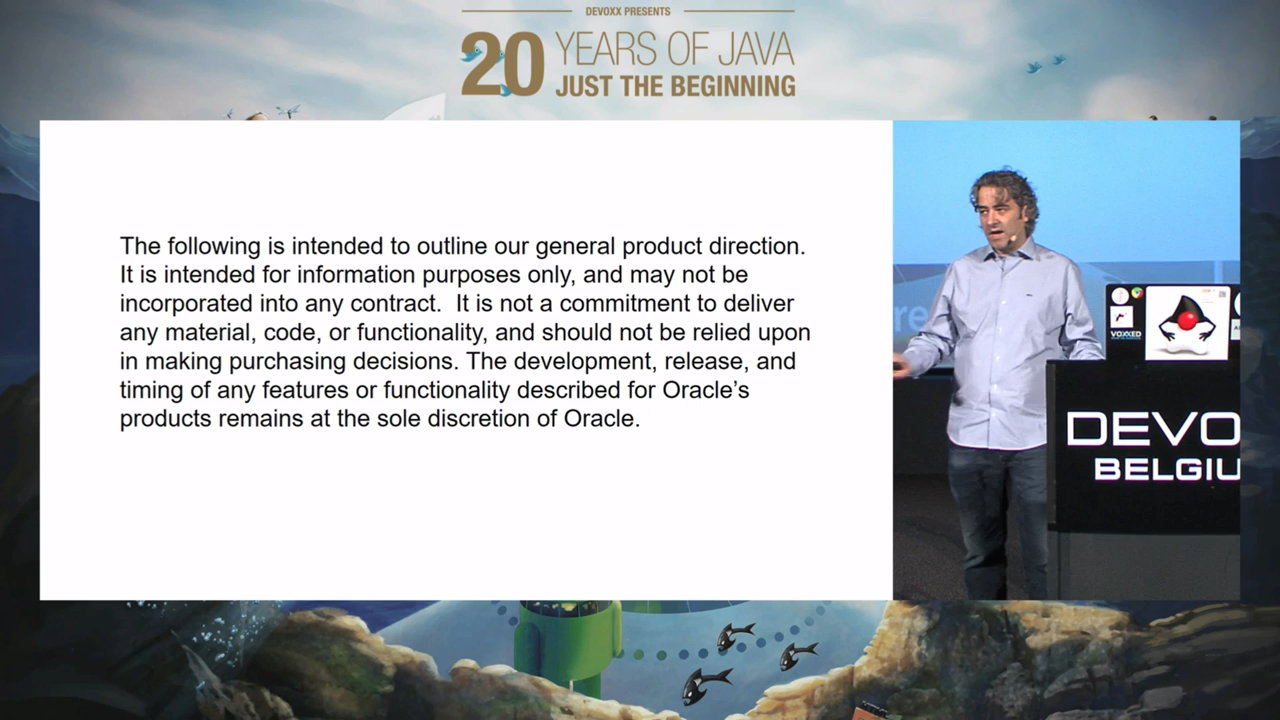 DEVOXX PRESENTS
20 YEARS OF JAVA
JUST THE BEGINNING
The following is intended to outline our general product direction.
It is intended for information purposes only, and may not be
incorporated into any contract.  It is not a commitment to deliver
any material, code, or functionality, and should not be relied upon
in making purchasing decisions. The development, release, and
timing of any features or functionality described for Oracle’s
products remains at the sole discretion of Oracle.
re
VOXXED
DEVO
BELGIU